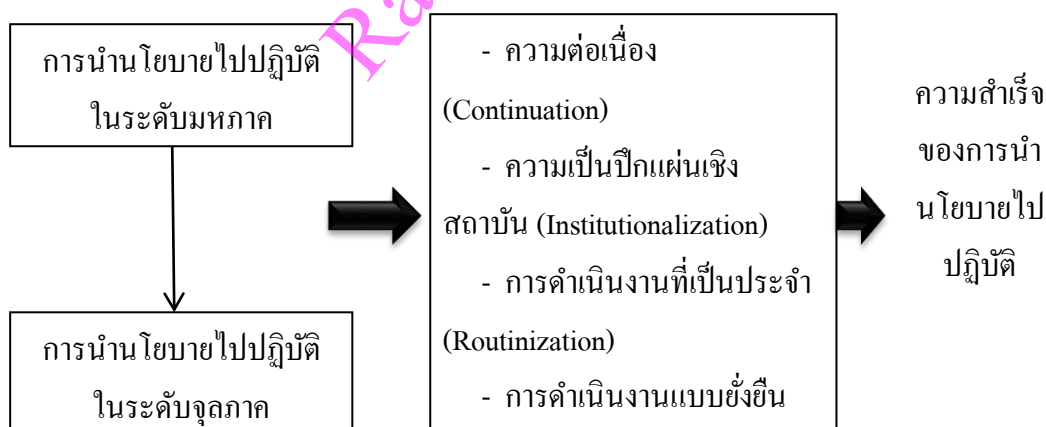 การนำนโยบายไปปฏิบัติ
ในระดับมหภาค
การนำนโยบายไปปฏิบัติ
ในระดับจุลภาค
- ความต่อเนื่อง
(Continuation)
- ความเป็นปึกแผ่นเชิง
สถาบัน (Institutionalization)
- การดำเนินงานที่เป็นประจำ
(Routinization)
- การดำเนินงานแบบยั่งยืน
ความสำเร็จ
ของการนำ
นโยบายไป
ปฏิบัติ
Ra